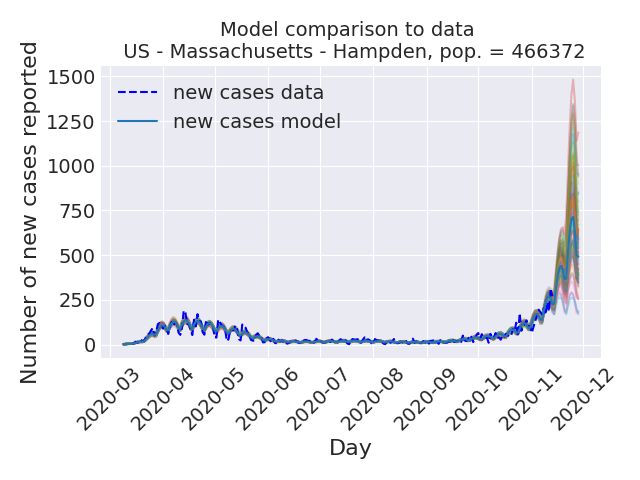 Model comparison to data
US - Massachusetts - Hampden, pop. = 466372
new cases data
new cases model
Number of new cases reported
1500
1250
1000
750
500
250
0
2020-03
2020-04
2020-05
2020-06
2020-07
2020-08
2020-09
2020-10
2020-11
2020-12
Day